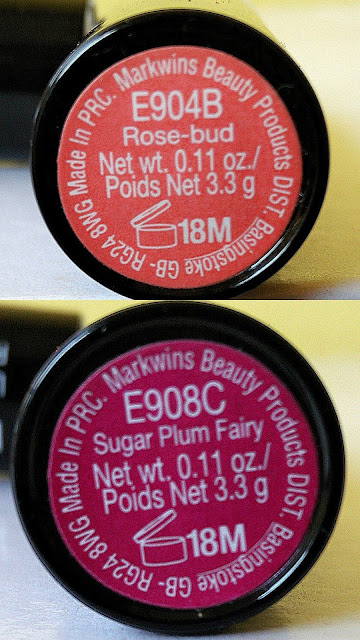 Made In PRC. Markwins Beauty Products DIST. Basingstoke GB- RG24 8WG
E904B
Rose-bud
Net wt. 0.11 oz./
Poids Net 3.3 g
18M
Made In PRC. Markwins Beauty Products DIST. Basingstoke GB- RG24 8WG
E908C
Sugar Plum Fairy
Net wt. 0.11 oz./
Poids Net 3.3 g
18M